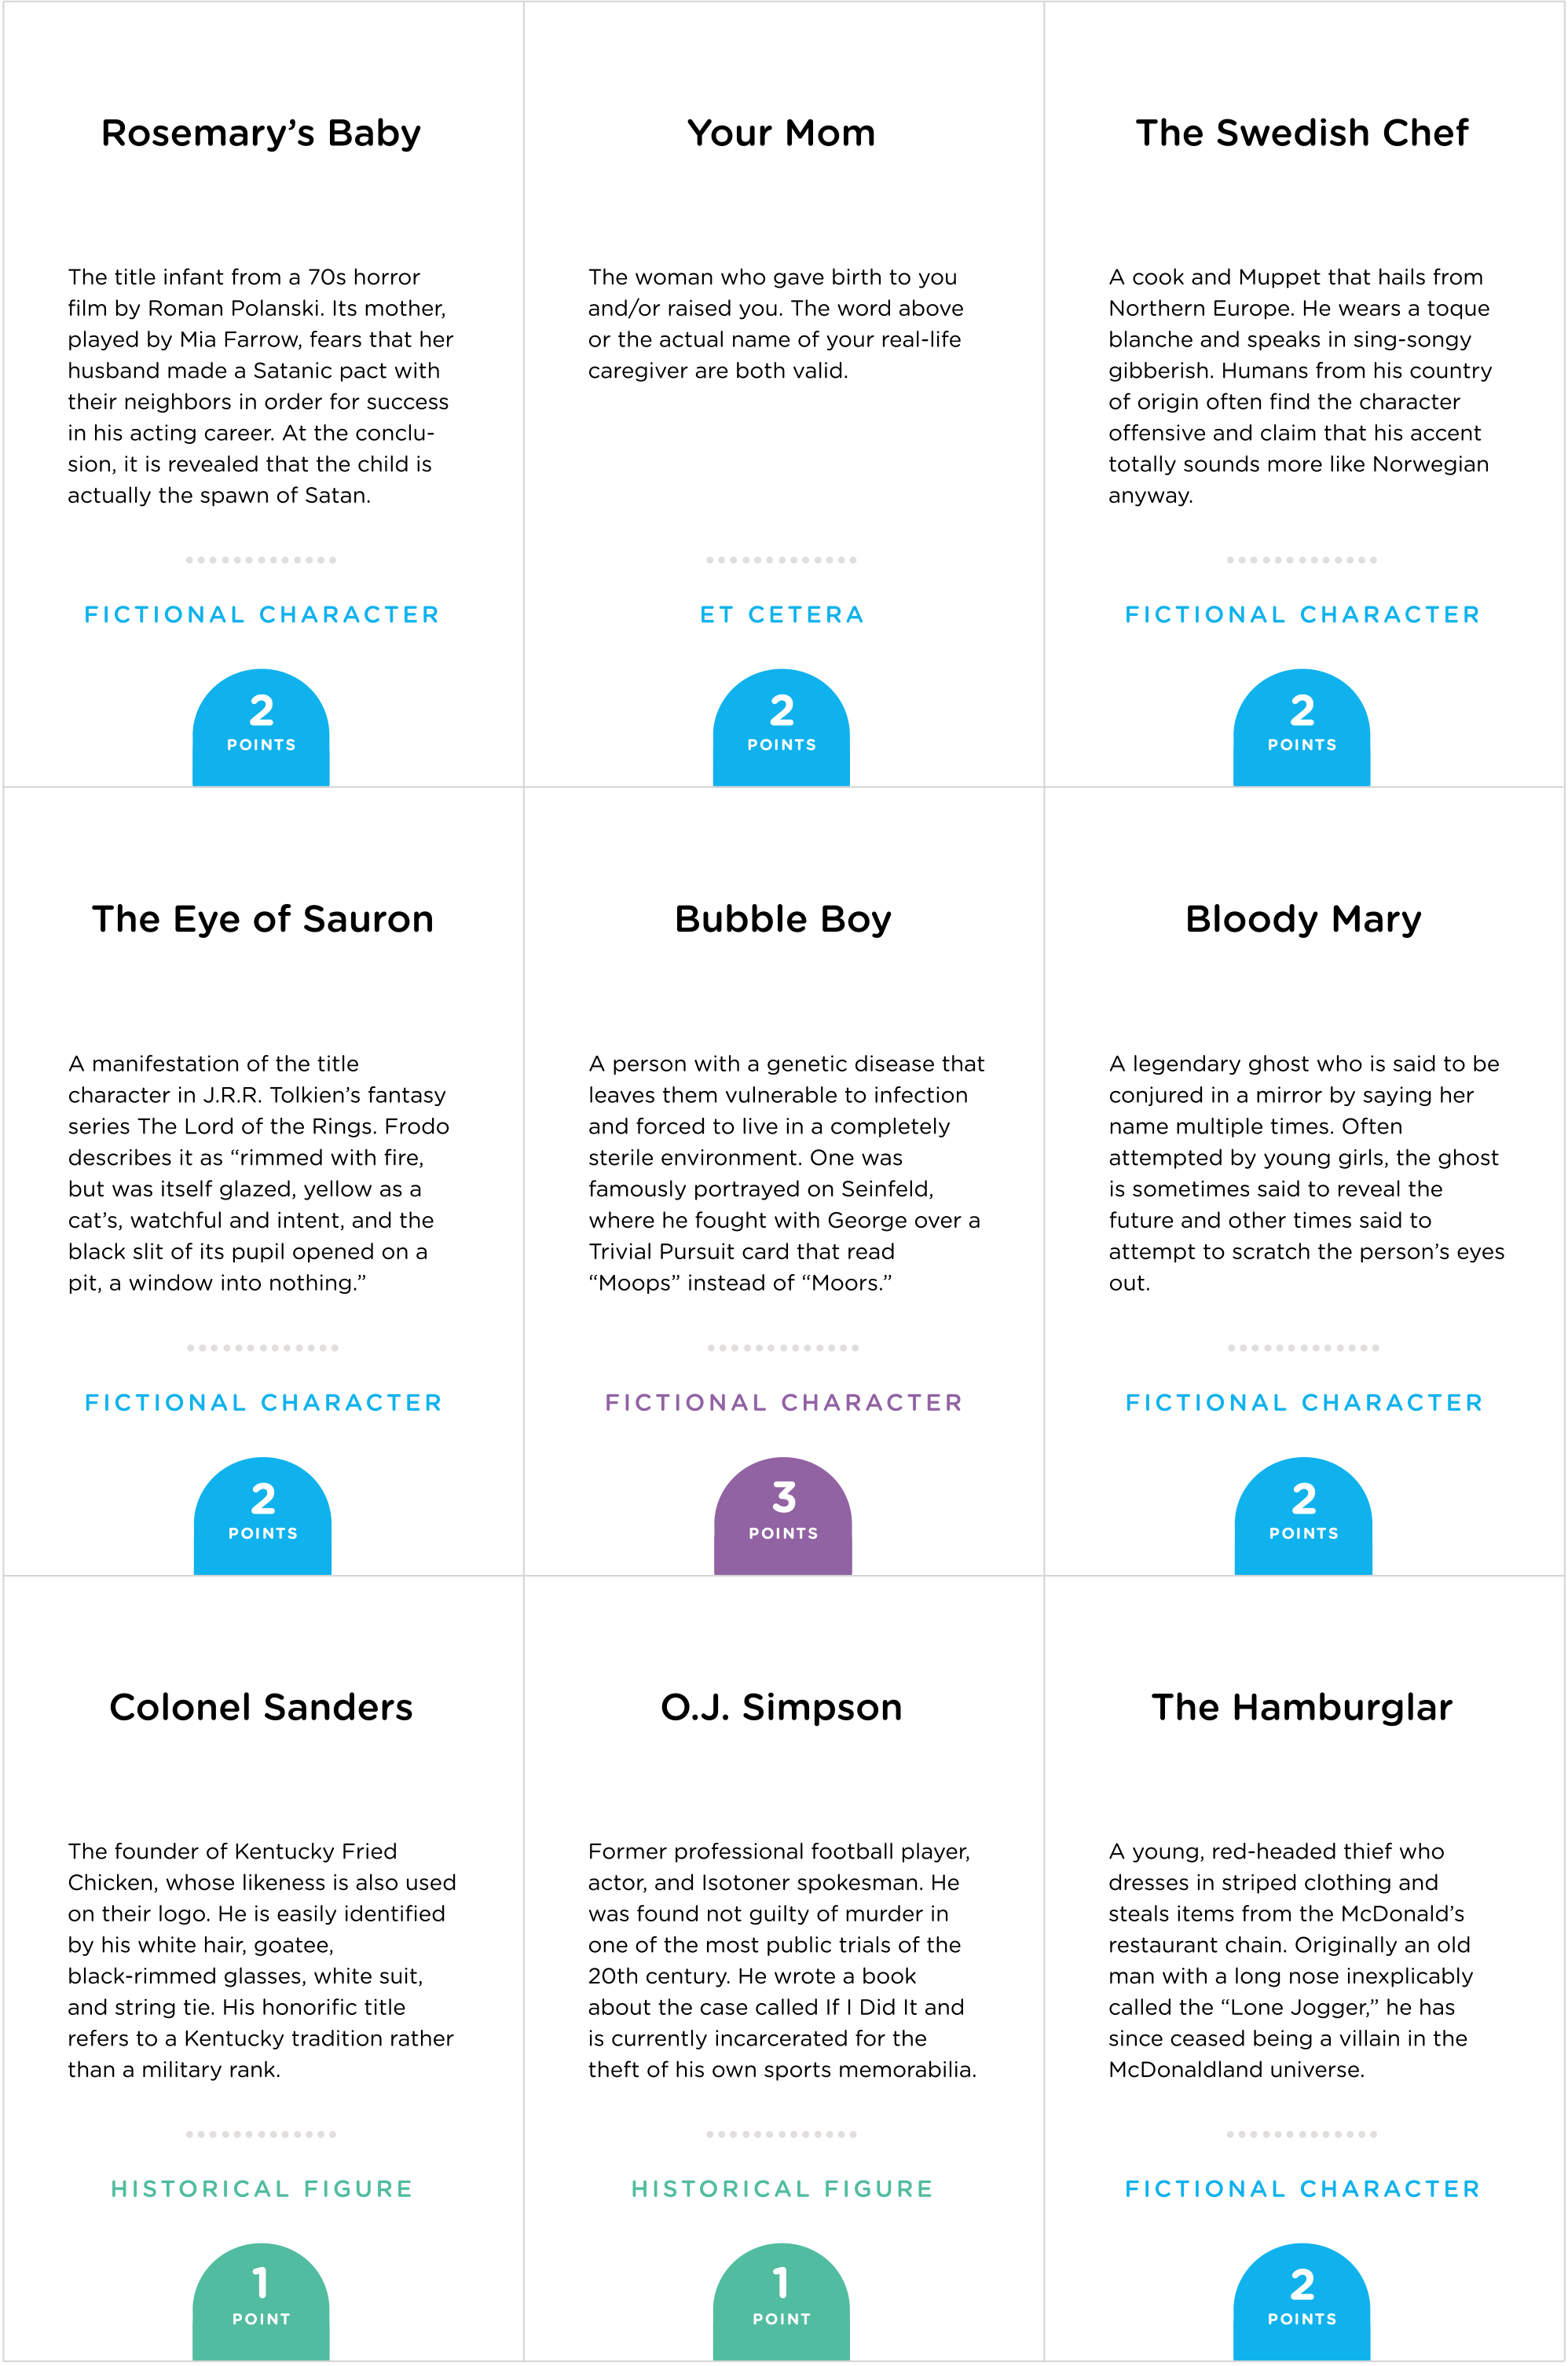 Rosemary’s Baby
The title infant from a 70s horror
film by Roman Polanski. Its mother,
played by Mia Farrow, fears that her
husband made a Satanic pact with
their neighbors in order for success
in his acting career. At the conclu-
sion, it is revealed that the child is
actually the spawn of Satan.
FICTIONAL CHARACTER
2
POINTS
Your Mom
The woman who gave birth to you
and/or raised you. The word above
or the actual name of your real-life
caregiver are both valid.
ET CETERA
2
POINTS
The Swedish Chef
A cook and Muppet that hails from
Northern Europe. He wears a toque
blanche and speaks in sing-songy
gibberish. Humans from his country
of origin often find the character
offensive and claim that his accent
totally sounds more like Norwegian
anyway.
FICTIONAL CHARACTER
2
POINTS
The Eye of Sauron
A manifestation of the title
character in J.R.R. Tolkien’s fantasy
series The Lord of the Rings. Frodo
describes it as “rimmed with fire,
but was itself glazed, yellow as a
cat’s, watchful and intent, and the
black slit of its pupil opened on a
pit, a window into nothing.”
FICTIONAL CHARACTER
2
POINTS
Bubble Boy
A person with a genetic disease that
leaves them vulnerable to infection
and forced to live in a completely
sterile environment. One was
famously portrayed on Seinfeld,
where he fought with George over a
Trivial Pursuit card that read
“Moops” instead of “Moors.”
FICTIONAL CHARACTER
3
POINTS
Bloody Mary
A legendary ghost who is said to be
conjured in a mirror by saying her
name multiple times. Often
attempted by young girls, the ghost
is sometimes said to reveal the
future and other times said to
attempt to scratch the person’s eyes
out.
FICTIONAL CHARACTER
2
POINTS
Colonel Sanders
The founder of Kentucky Fried
Chicken, whose likeness is also used
on their logo. He is easily identified
by his white hair, goatee,
black-rimmed glasses, white suit,
and string tie. His honorific title
refers to a Kentucky tradition rather
than a military rank.
HISTORICAL FIGURE
1
POINT
O.J. Simpson
Former professional football player,
actor, and Isotoner spokesman. He
was found not guilty of murder in
one of the most public trials of the
20th century. He wrote a book
about the case called If I Did It and
is currently incarcerated for the
theft of his own sports memorabilia.
HISTORICAL FIGURE
1
POINT
The Hamburglar
A young, red-headed thief who
dresses in striped clothing and
steals items from the McDonald’s
restaurant chain. Originally an old
man with a long nose inexplicably
called the “Lone Jogger,” he has
since ceased being a villain in the
McDonaldland universe.
FICTIONAL CHARACTER
2
POINTS